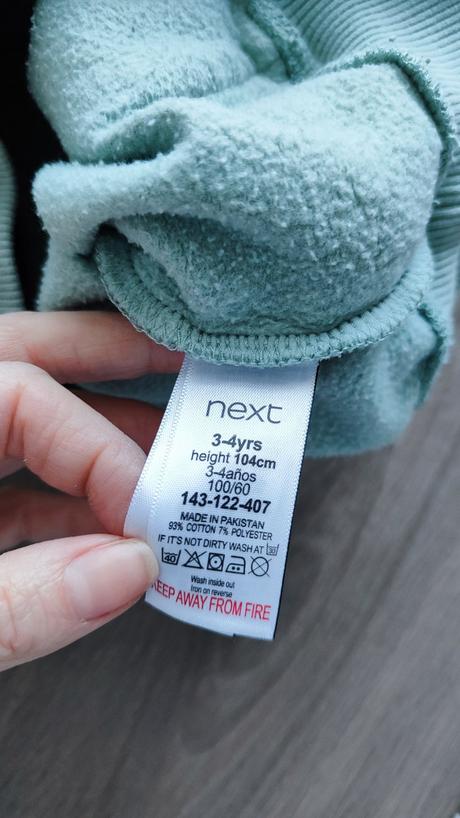 next
3-4yrs
height 104cm
3-4años
100/60
143-122-407
MADE IN PAKISTAN
93% COTTON 7% POLYESTER
IF IT'S NOT DIRTY WASH AT 30
40
Wash inside out
Iron on reverse
KEEP AWAY FROM FIRE